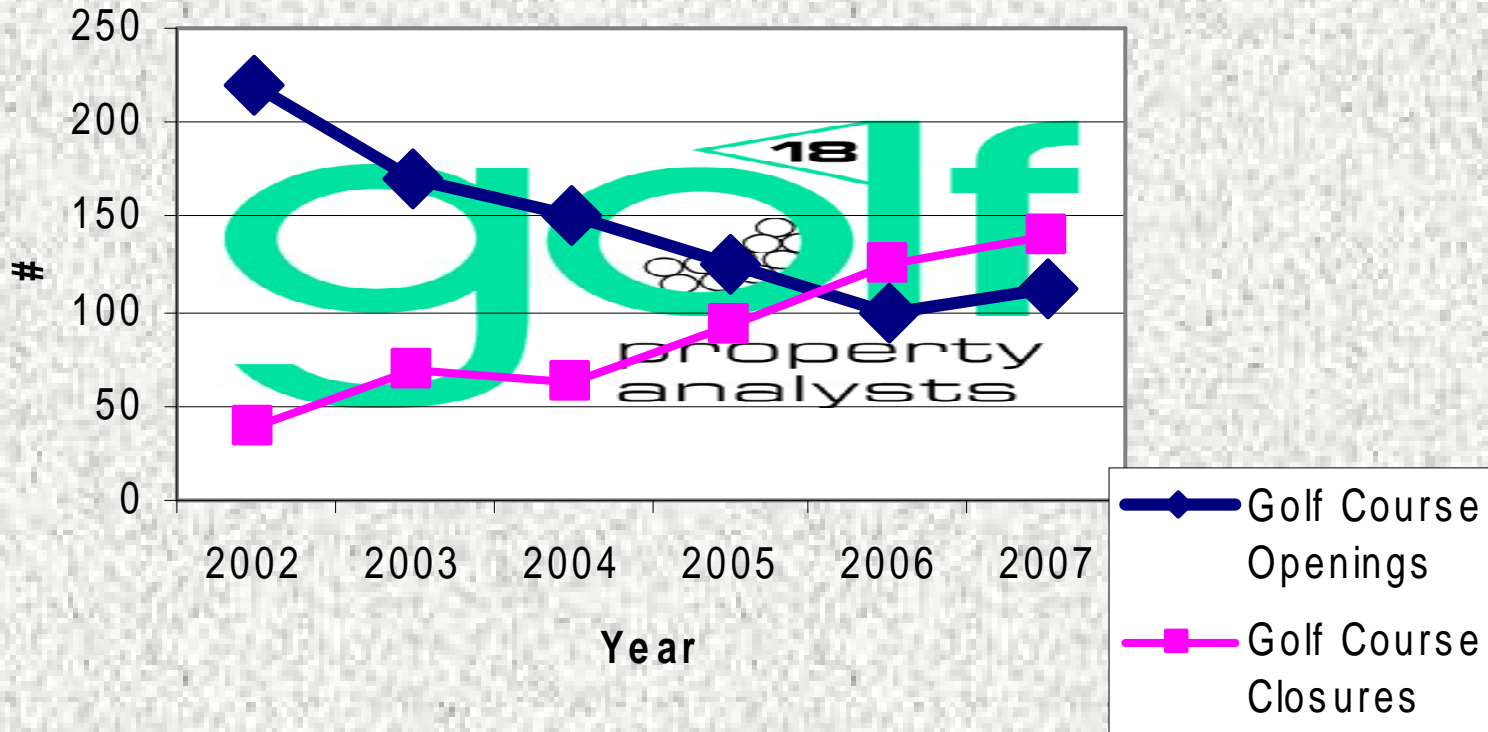 250
200
150
100
50
0
#
golf
18
property
analysts
2002 2003 2004 2005 2006 2007
Year
Golf Course
Openings
Golf Course
Closures